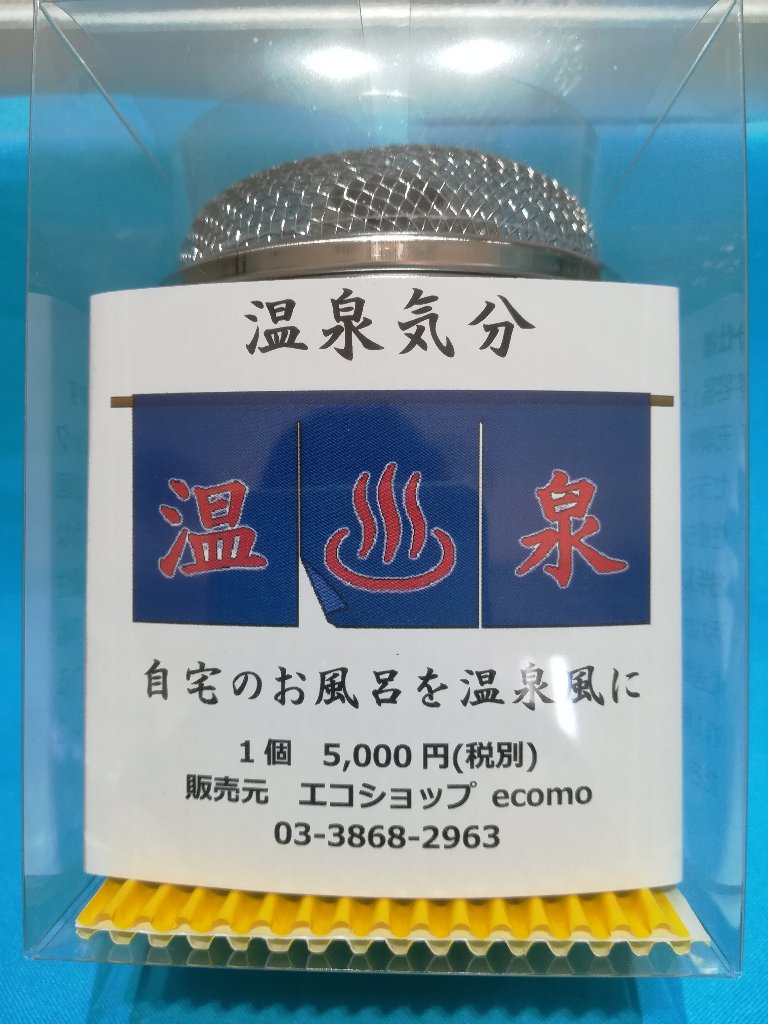 温泉気分
温 泉
自宅のお風呂を温泉風に
1個 5,000円(税別)
販売元 エコショップ ecomo
03-3868-2963